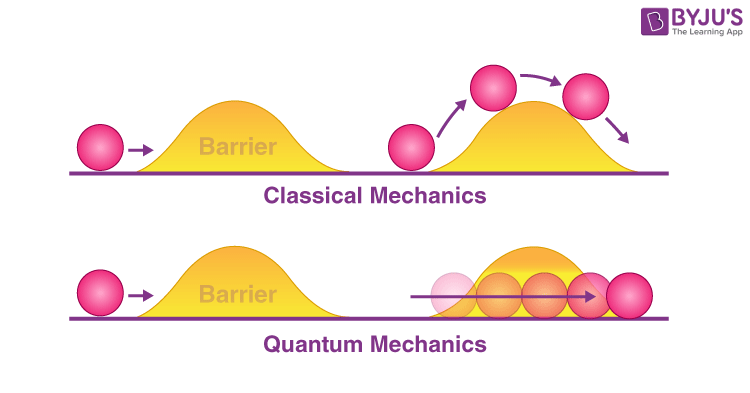 BYJU'S
The Learning App
Barrier
Classical Mechanics
Barrier
Quantum Mechanics